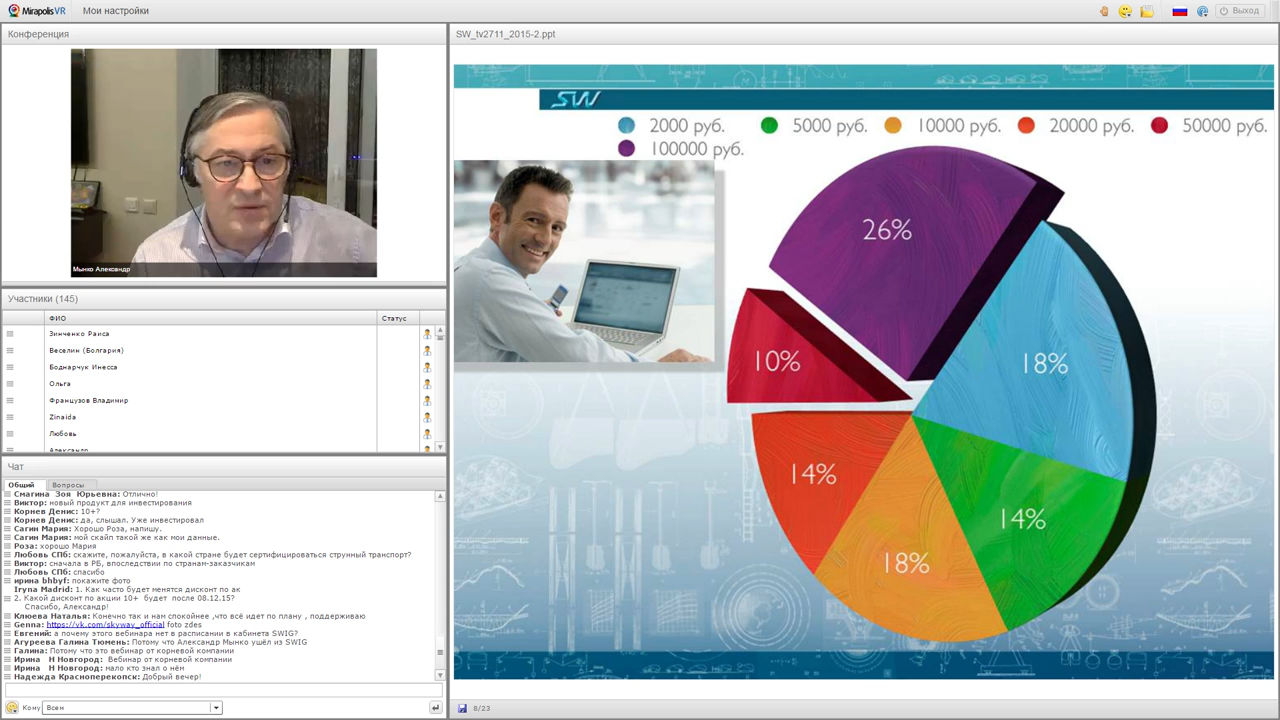 Mirapolis VR
Мои настройки
Выход
Конференция
SW_tv2711_2015-2.ppt
Мынко Александр
SW
2000 руб.
5000 руб.
10000 руб.
20000 руб.
50000 руб.
100000 руб.
26%
18%
10%
14%
14%
18%
Участники (145)
ФИО
Статус
Зинченко Раиса
Веселин (Болгария)
Боднарчук Инесса
Ольга
Французов Владимир
Zinaida
Любовь
Александр
Чат
Общий
Вопросы
Смагина Зоя Юрьевна: Отлично!
Виктор: новый продукт для инвестирования
Корнев Денис: 10+?
Корнев Денис: да, слышал. Уже инвестировал
Сагин Мария: Хорошо Роза, напишу.
Сагин Мария: мой скайп такой же как мои данные.
Роза: хорошо Мария
Любовь СПб: скажите, пожалуйста, в какой стране будет сертифицироваться струнный транспорт?
Виктор: сначала в РБ, впоследствии по странам-заказчикам
Любовь СПб: спасибо
ирина bhbyf: покажите фото
Iryna Madrid: 1. Как часто будет менятся дисконт по ак
2. Какой дисконт по акции 10+ будет после 08.12.15?
Спасибо, Александр!
Клюева Наталья: Конечно так и нам спокойнее ,что всё идет по плану , поддерживаю
Genna: https://vk.com/skyway_official foto zdes
Евгений: а почему этого вебинара нет в расписании в кабинета SWIG?
Агуреева Галина Тюмень: Потому что Александр Мынко ушёл из SWIG
Галина: Потому что это вебинар от корневой компании
Ирина Н Новгород: Вебинар от корневой компании
Ирина Н Новгород: мало кто знал о нём
Надежда Красноперекопск: Добрый вечер!
Кому
Всем
8/23